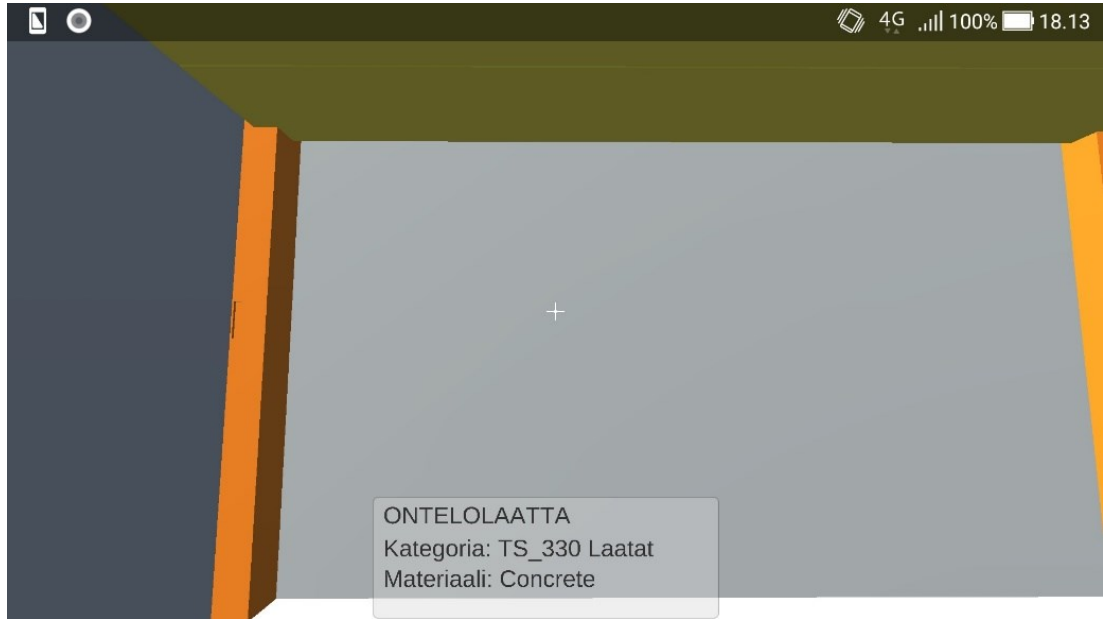 4G 100% 18.13
ONTELOLAATTA
Kategoria: TS_330 Laatat
Materiaali: Concrete